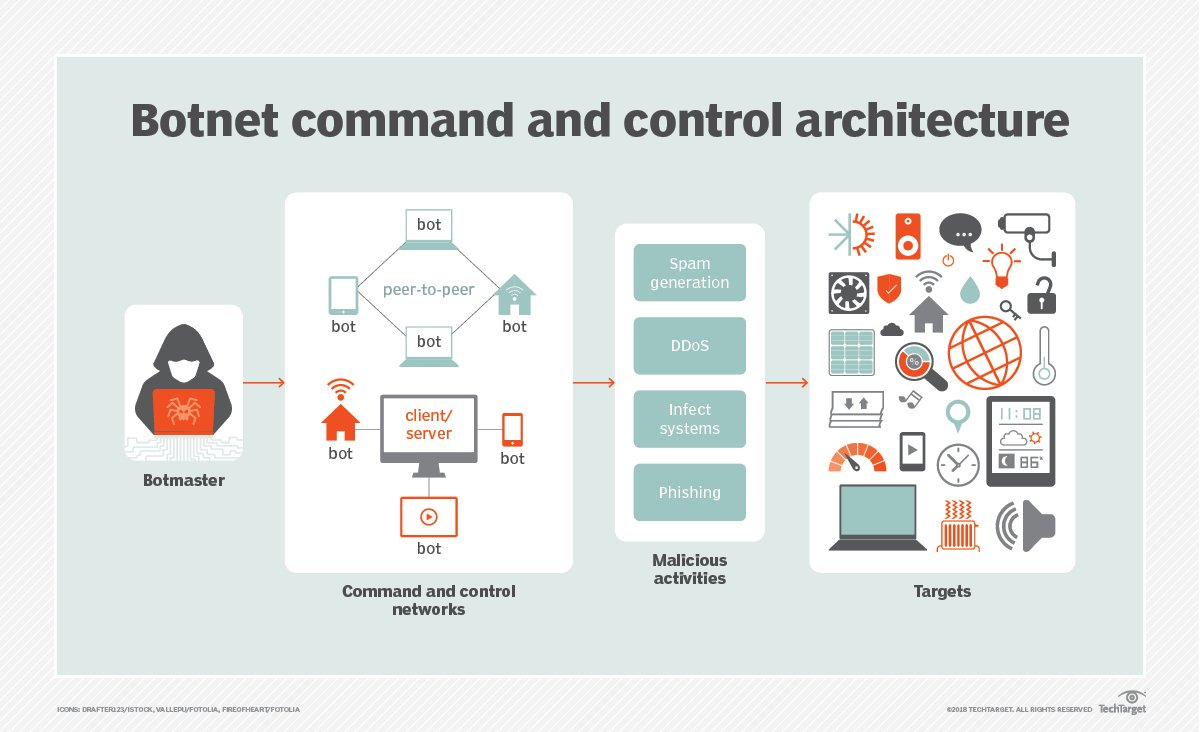 Botnet command and control architecture
bot
peer-to-peer
bot
bot
bot
client/
server
bot
bot
bot
Spam
generation
DDoS
Infect
systems
Phishing
%
11:08
86°
Botmaster
Command and control
networks
Malicious
activities
Targets
ICONS: DRAFTER123/ISTOCK, VALLEPU/FOTOLIA, FIREOFHEART/FOTOLIA
©2018 TECHTARGET. ALL RIGHTS RESERVED
TechTarget